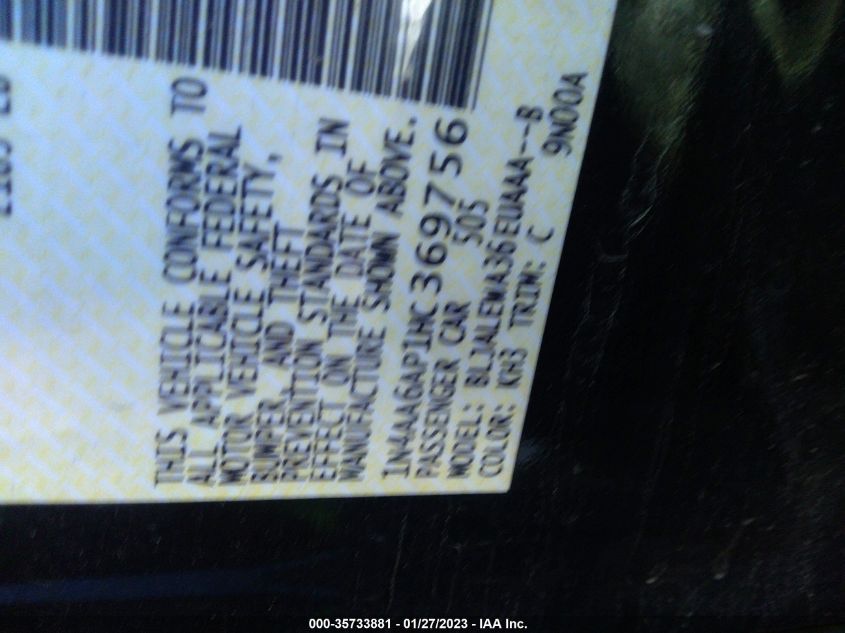 THIS VEHICLE CONFORMS TO
ALL APPLICABLE FEDERAL
MOTOR VEHICLE SAFETY,
BUMPER, AND THEFT
PREVENTION STANDARDS IN
EFFECT ON THE DATE OF
MANUFACTURE SHOWN ABOVE.
1N4AA6AP1HC369756
PASSENGER CAR 505
MODEL: BLJALEWA36EUAAA--B
COLOR: KH3 TRIM: C 9N00A
000-35733881 - 01/27/2023 - IAA Inc.